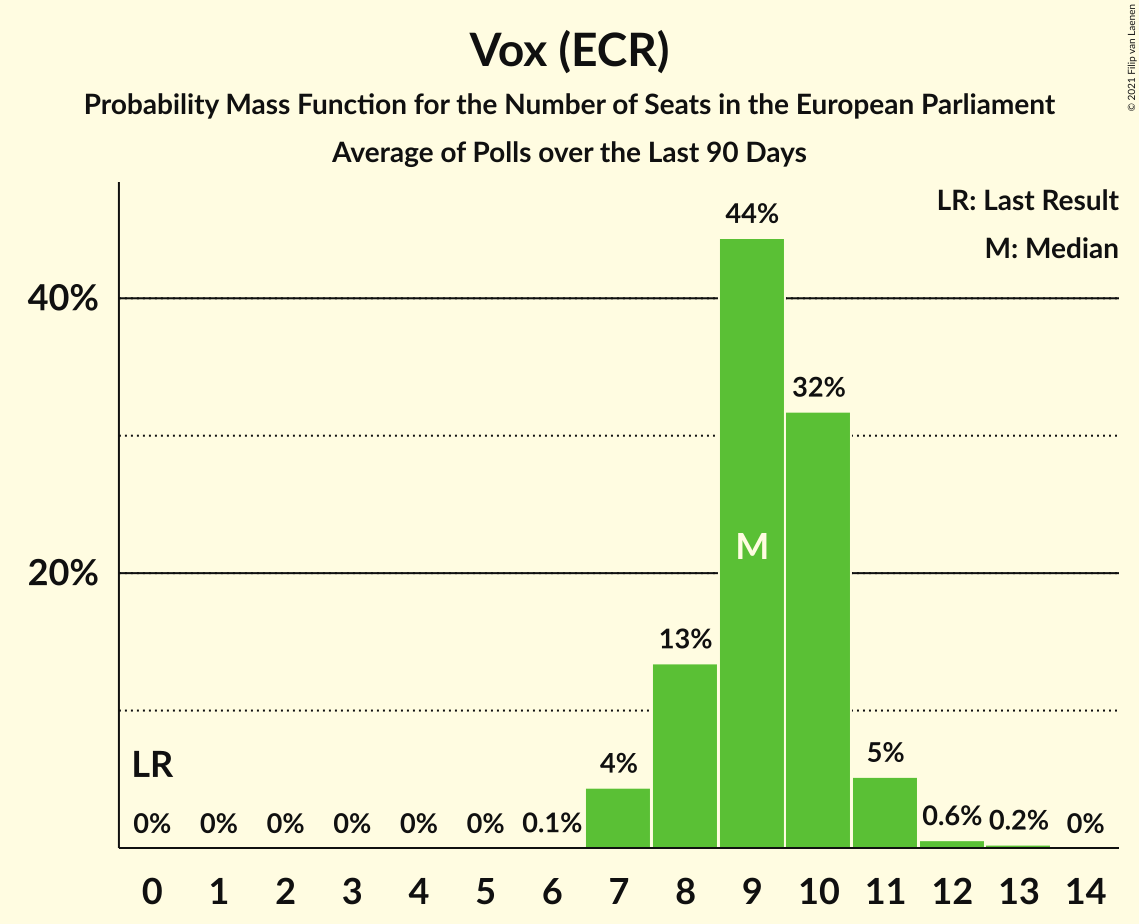 Vox (ECR)
Probability Mass Function for the Number of Seats in the European Parliament
Average of Polls over the Last 90 Days
© 2021 Filip van Laenen
LR: Last Result
M: Median
44%
40%
32%
M
20%
13%
LR
4%
5%
0% 0% 0% 0% 0% 0% 0.1% 0.6% 0.2% 0%
0 1 2 3 4 5 6 7 8 9 10 11 12 13 14